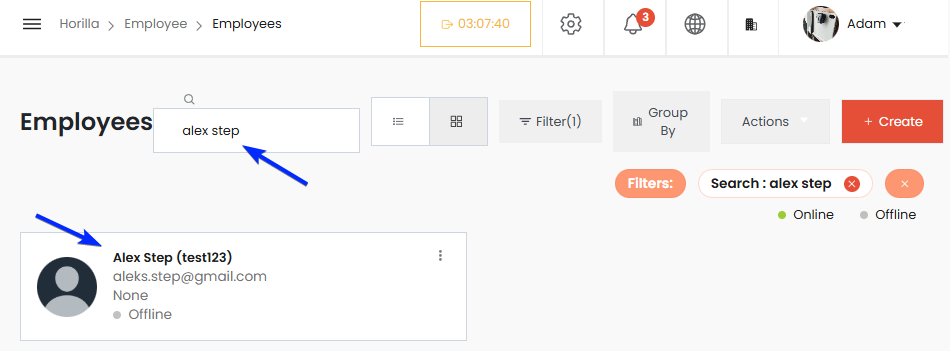 Horilla > Employee > Employees
03:07:40
3
Adam
Employees
alex step
Filter(1)
Group
By
Actions
+ Create
Filters:
Search : alex step
Online
Offline
Alex Step (test123)
aleks.step@gmail.com
None
Offline